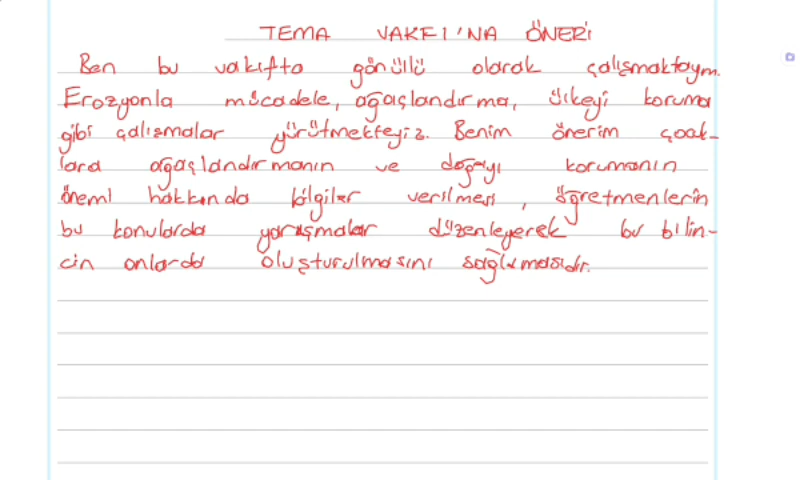 TEMA VAKFI'NA ÖNERİ
Ben bu vakıfta gönüllü olarak çalışmaktayım.
Erozyonla mücadele, ağaçlandırma, ülkeyi koruma
gibi çalışmalar yürütmekteyiz. Benim önerim çocuk-
lara ağaçlandırmanın ve doğayı korumanın
önemi hakkında bilgiler verilmesi, öğretmenlerin
bu konularda yarışmalar düzenleyerek bu bilin-
cin onlarda oluşturulmasını sağlamasıdır.